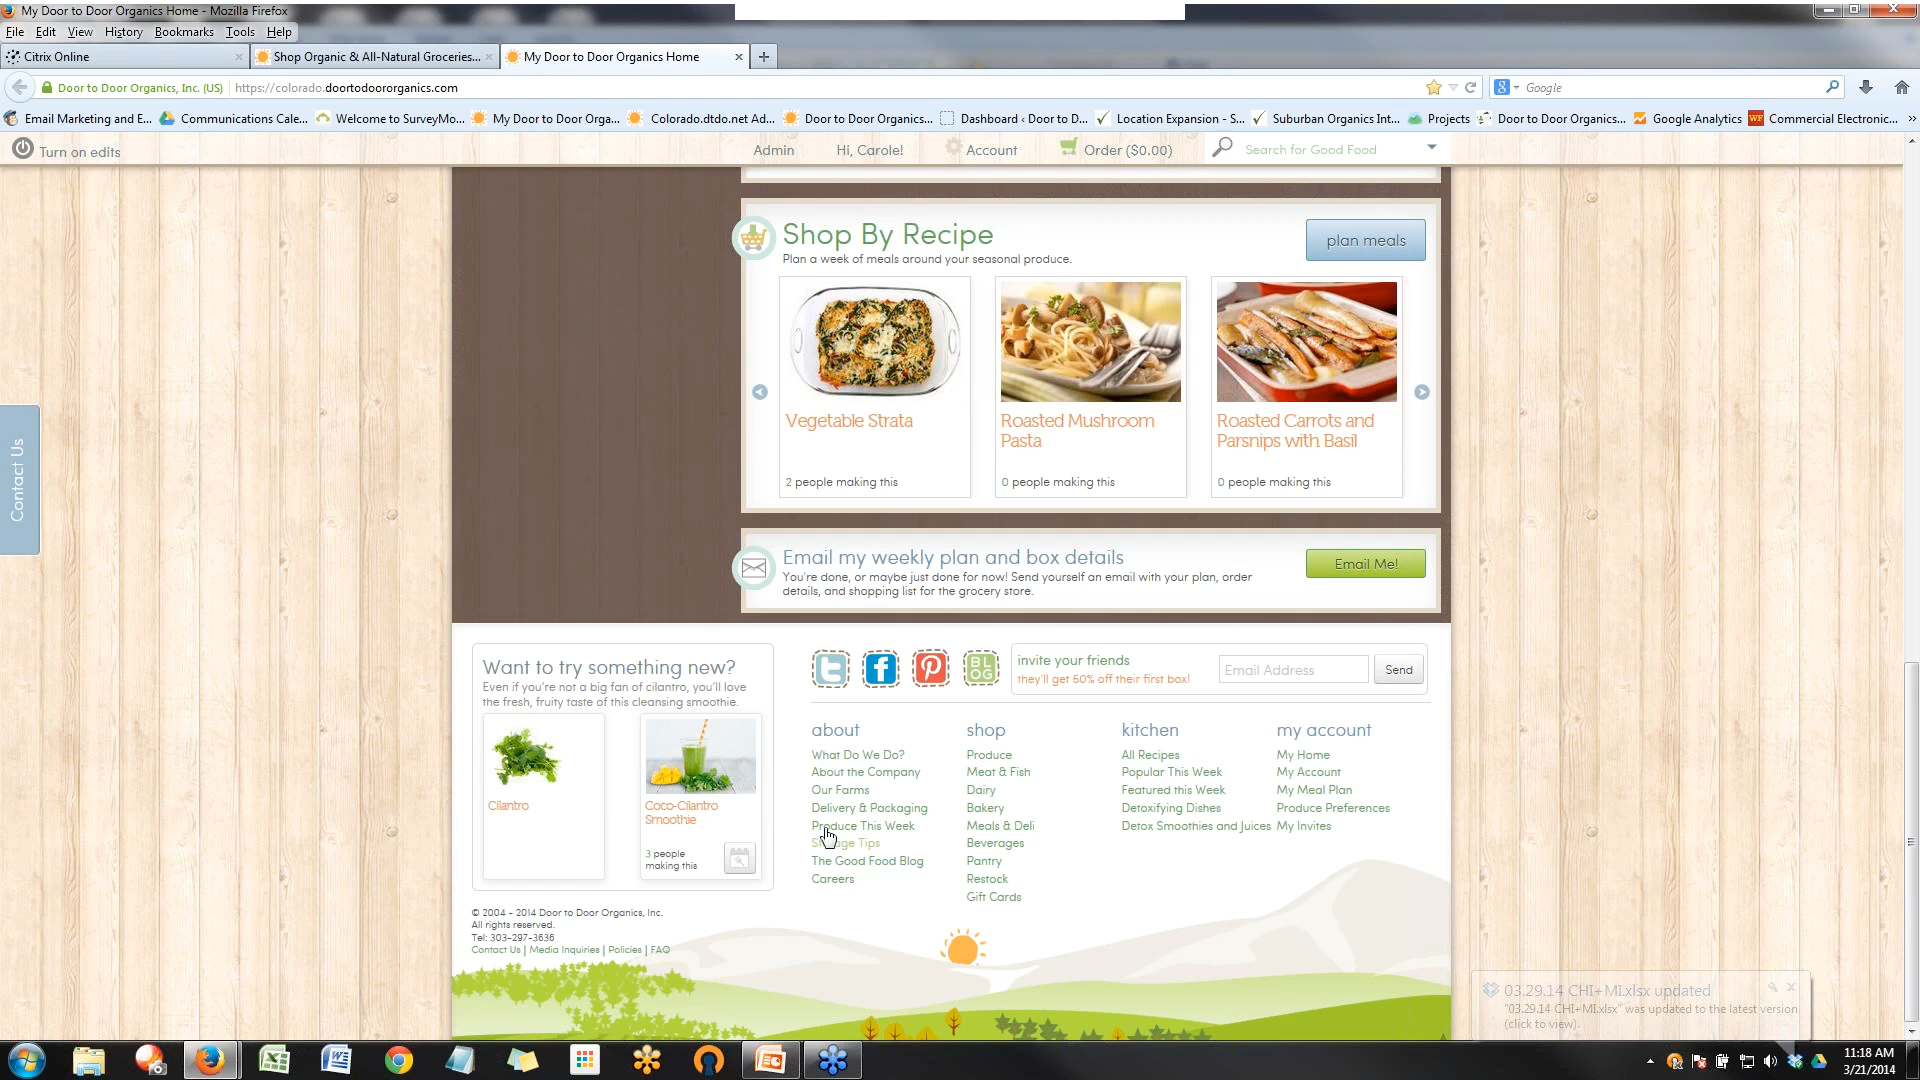 My Door to Door Organics Home - Mozilla Firefox
File Edit View History Bookmarks Tools Help
Citrix Online
Shop Organic & All-Natural Groceries...
My Door to Door Organics Home
Door to Door Organics, Inc. (US)
https://colorado.doortodoororganics.com
Google
Email Marketing and E...
Communications Cale...
Welcome to SurveyMo...
My Door to Door Orga...
Colorado.dtdo.net Ad...
Door to Door Organics...
Dashboard ‹ Door to D...
Location Expansion - S...
Suburban Organics Int...
Projects
Door to Door Organics...
Google Analytics
Commercial Electronic...
Turn on edits
Admin
Hi, Carole!
Account
Order ($0.00)
Search for Good Food
Contact Us
Shop By Recipe
Plan a week of meals around your seasonal produce.
plan meals
Vegetable Strata
2 people making this
Roasted Mushroom
Pasta
0 people making this
Roasted Carrots and
Parsnips with Basil
0 people making this
Email my weekly plan and box details
You're done, or maybe just done for now! Send yourself an email with your plan, order
details, and shopping list for the grocery store.
Email Me!
Want to try something new?
Even if you're not a big fan of cilantro, you'll love
the fresh, fruity taste of this cleansing smoothie.
Cilantro
Coco-Cilantro
Smoothie
3 people
making this
BL
OG
invite your friends
they'll get 50% off their first box!
Email Address
Send
about
What Do We Do?
About the Company
Our Farms
Delivery & Packaging
Produce This Week
Storage Tips
The Good Food Blog
Careers
shop
Produce
Meat & Fish
Dairy
Bakery
Meals & Deli
Beverages
Pantry
Restock
Gift Cards
kitchen
All Recipes
Popular This Week
Featured this Week
Detoxifying Dishes
Detox Smoothies and Juices
my account
My Home
My Account
My Meal Plan
Produce Preferences
My Invites
© 2004 - 2014 Door to Door Organics, Inc.
All rights reserved.
Tel: 303-297-3636
Contact Us | Media Inquiries | Policies | FAQ
03.29.14 CHI+MI.xlsx updated
"03.29.14 CHI+MI.xlsx" was updated to the latest version
(click to view).
11:18 AM
3/21/2014